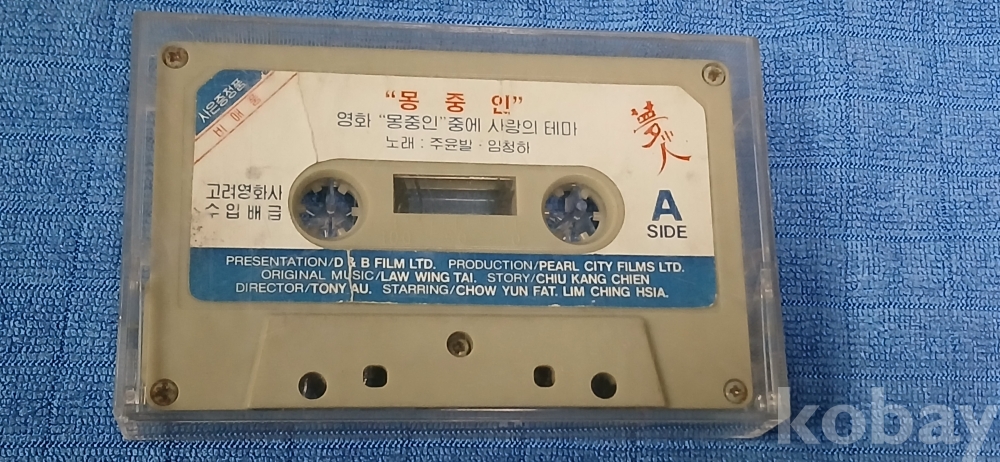 사은증정품
비매품
“몽중인”
영화 “몽중인”중에 사랑의 테마
노래 : 주윤발 · 임청하
夢中人
고려영화사
수입배급
A
SIDE
PRESENTATION/D & B FILM LTD. PRODUCTION/PEARL CITY FILMS LTD.
ORIGINAL MUSIC/LAW WING TAI. STORY/CHIU KANG CHIEN
DIRECTOR/TONY AU. STARRING/CHOW YUN FAT. LIM CHING HSIA.
kobay